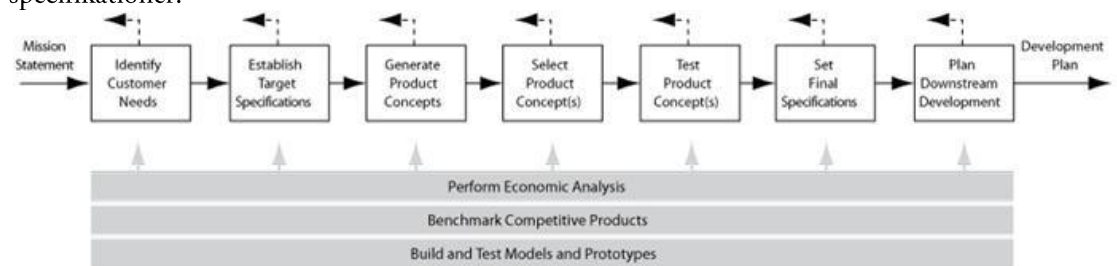 specifikationer.
Mission
Statement
Identify
Customer
Needs
Establish
Target
Specifications
Generate
Product
Concepts
Select
Product
Concept(s)
Test
Product
Concept(s)
Set
Final
Specifications
Plan
Downstream
Development
Development
Plan
Perform Economic Analysis
Benchmark Competitive Products
Build and Test Models and Prototypes